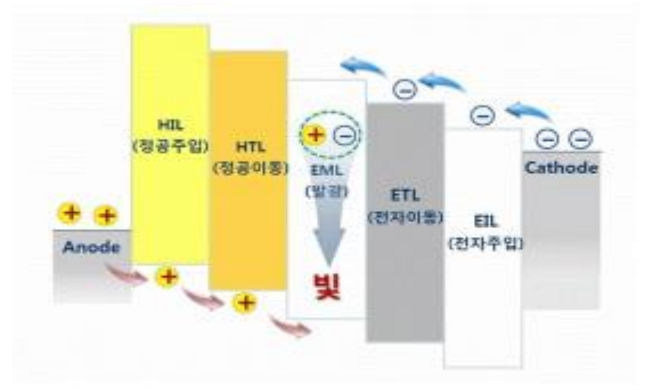 HIL
(정공주입)
HTL
(정공이동)
EML
(발광)
빛
ETL
(전자이동)
EIL
(전자주입)
Anode
Cathode